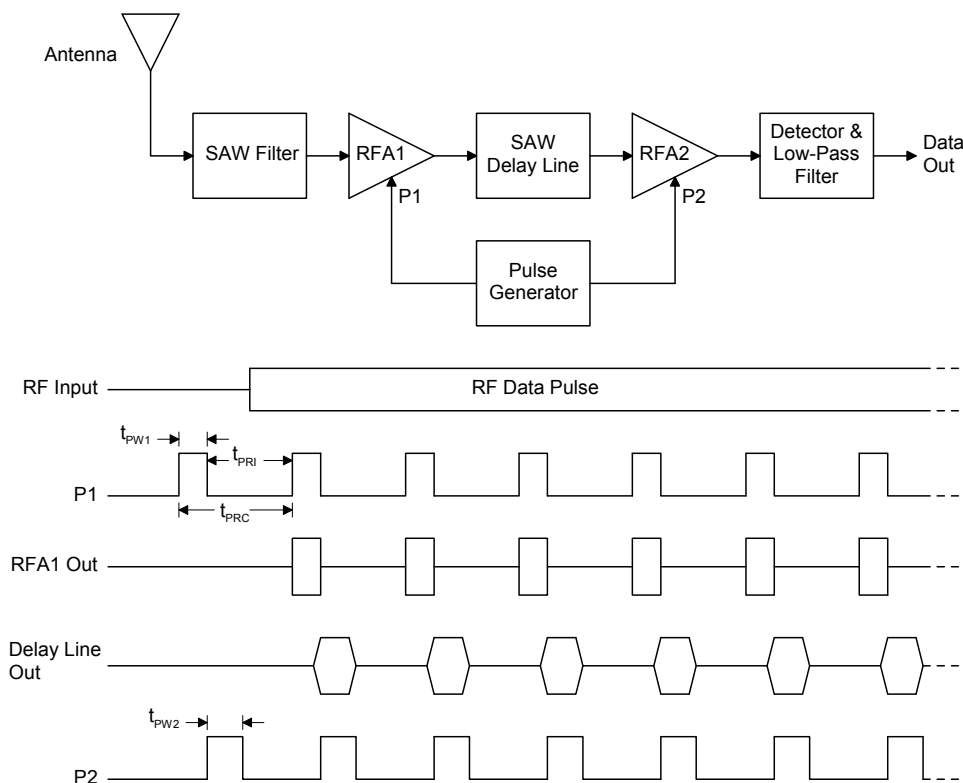 Antenna
SAW Filter
RFA1
SAW
Delay Line
RFA2
Detector &
Low-Pass
Filter
Data
Out
P1
P2
Pulse
Generator
RF Input
RF Data Pulse
tPW1
tPRI
P1
tPRC
RFA1 Out
Delay Line
Out
tPW2
P2